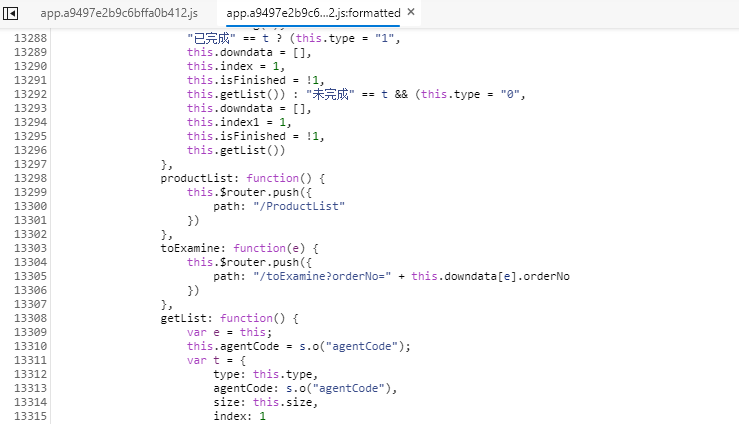 app.a9497e2b9c6bffa0b412.js app.a9497e2b9c6...2.js:formatted ×
13288 "已完成" == t ? (this.type = "1",
13289 this.downdata = [],
13290 this.index = 1,
13291 this.isFinished = !1,
13292 this.getList()) : "未完成" == t && (this.type = "0",
13293 this.downdata = [],
13294 this.index1 = 1,
13295 this.isFinished = !1,
13296 this.getList())
13297 },
13298 productList: function() {
13299 this.$router.push({
13300 path: "/ProductList"
13301 })
13302 },
13303 toExamine: function(e) {
13304 this.$router.push({
13305 path: "/toExamine?orderNo=" + this.downdata[e].orderNo
13306 })
13307 },
13308 getList: function() {
13309 var e = this;
13310 this.agentCode = s.o("agentCode");
13311 var t = {
13312 type: this.type,
13313 agentCode: s.o("agentCode"),
13314 size: this.size,
13315 index: 1